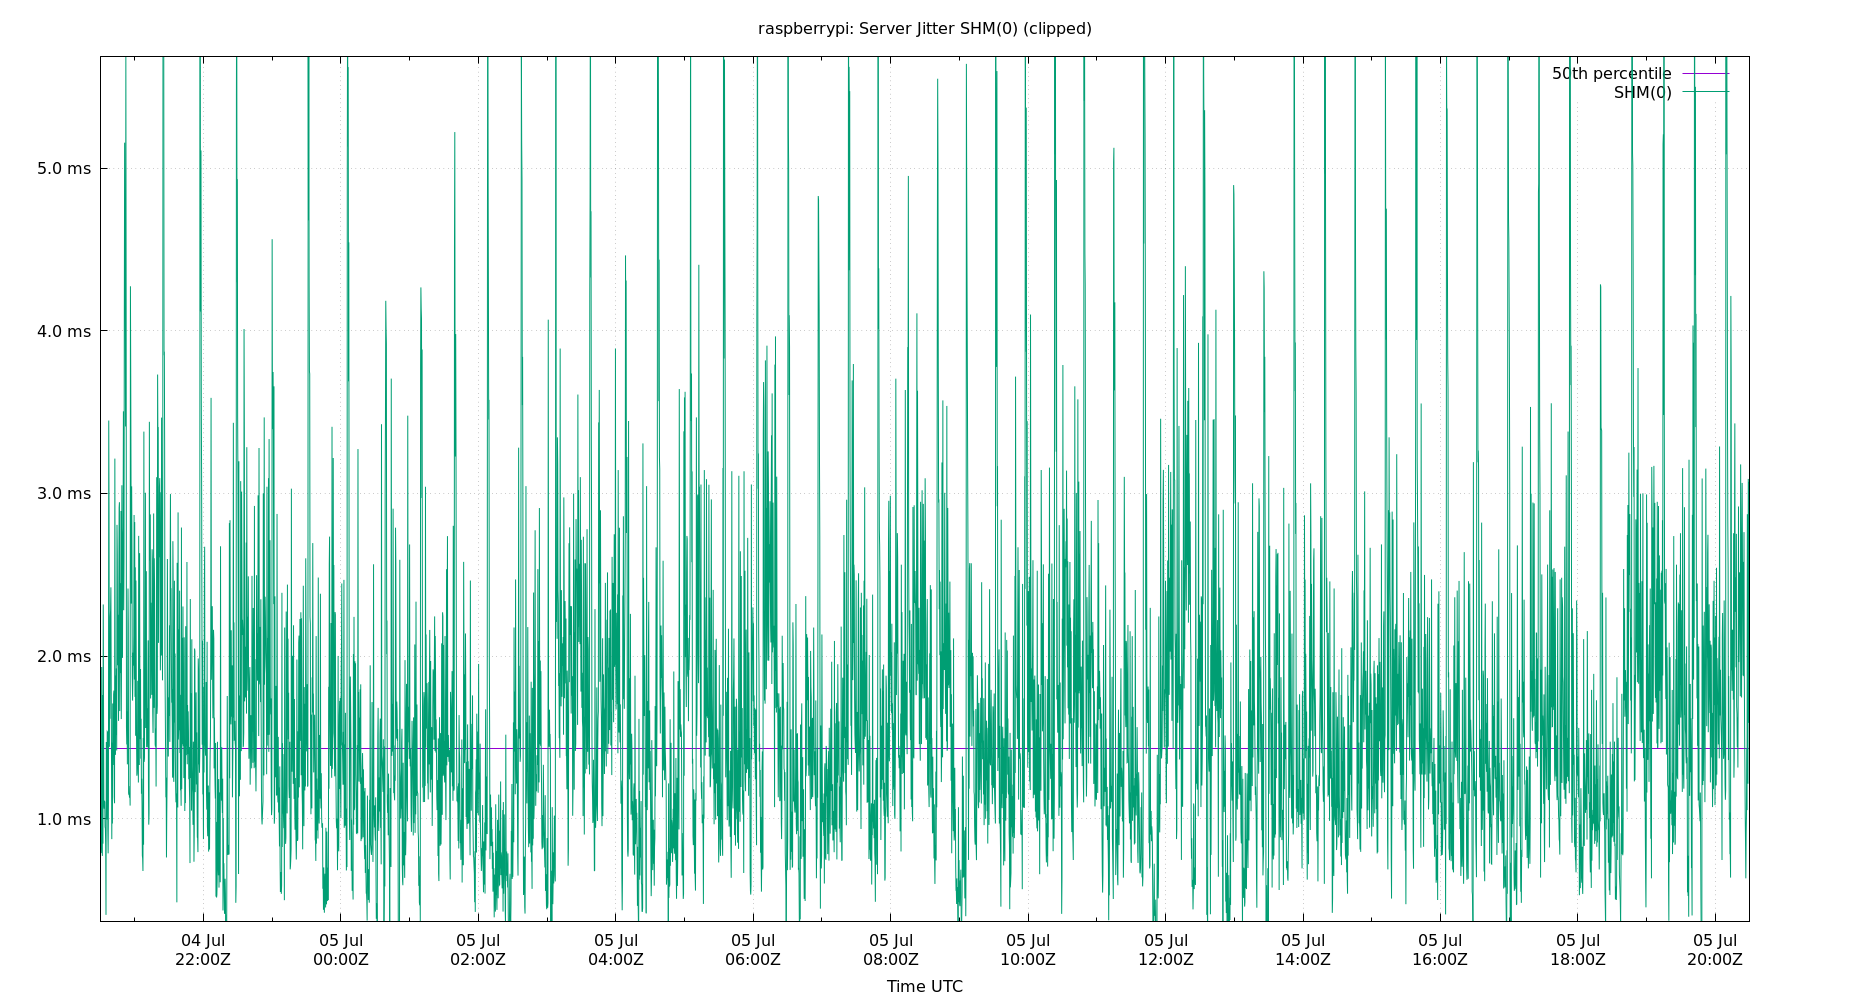 raspberrypi: Server Jitter SHM(0) (clipped)
50th percentile
SHM(0)
5.0 ms
4.0 ms
3.0 ms
2.0 ms
1.0 ms
04 Jul 05 Jul 05 Jul 05 Jul 05 Jul 05 Jul 05 Jul 05 Jul 05 Jul 05 Jul 05 Jul 05 Jul
22:00Z 00:00Z 02:00Z 04:00Z 06:00Z 08:00Z 10:00Z 12:00Z 14:00Z 16:00Z 18:00Z 20:00Z
Time UTC